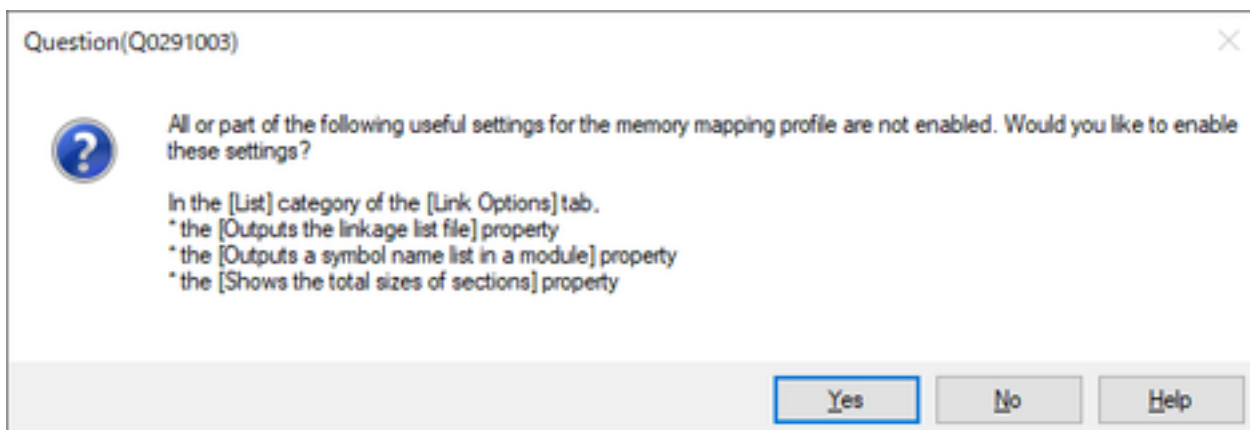 Question(Q0291003)
All or part of the following useful settings for the memory mapping profile are not enabled. Would you like to enable
these settings?
In the [List] category of the [Link Options] tab,
* the [Outputs the linkage list file] property
* the [Outputs a symbol name list in a module] property
* the [Shows the total sizes of sections] property
Yes No Help